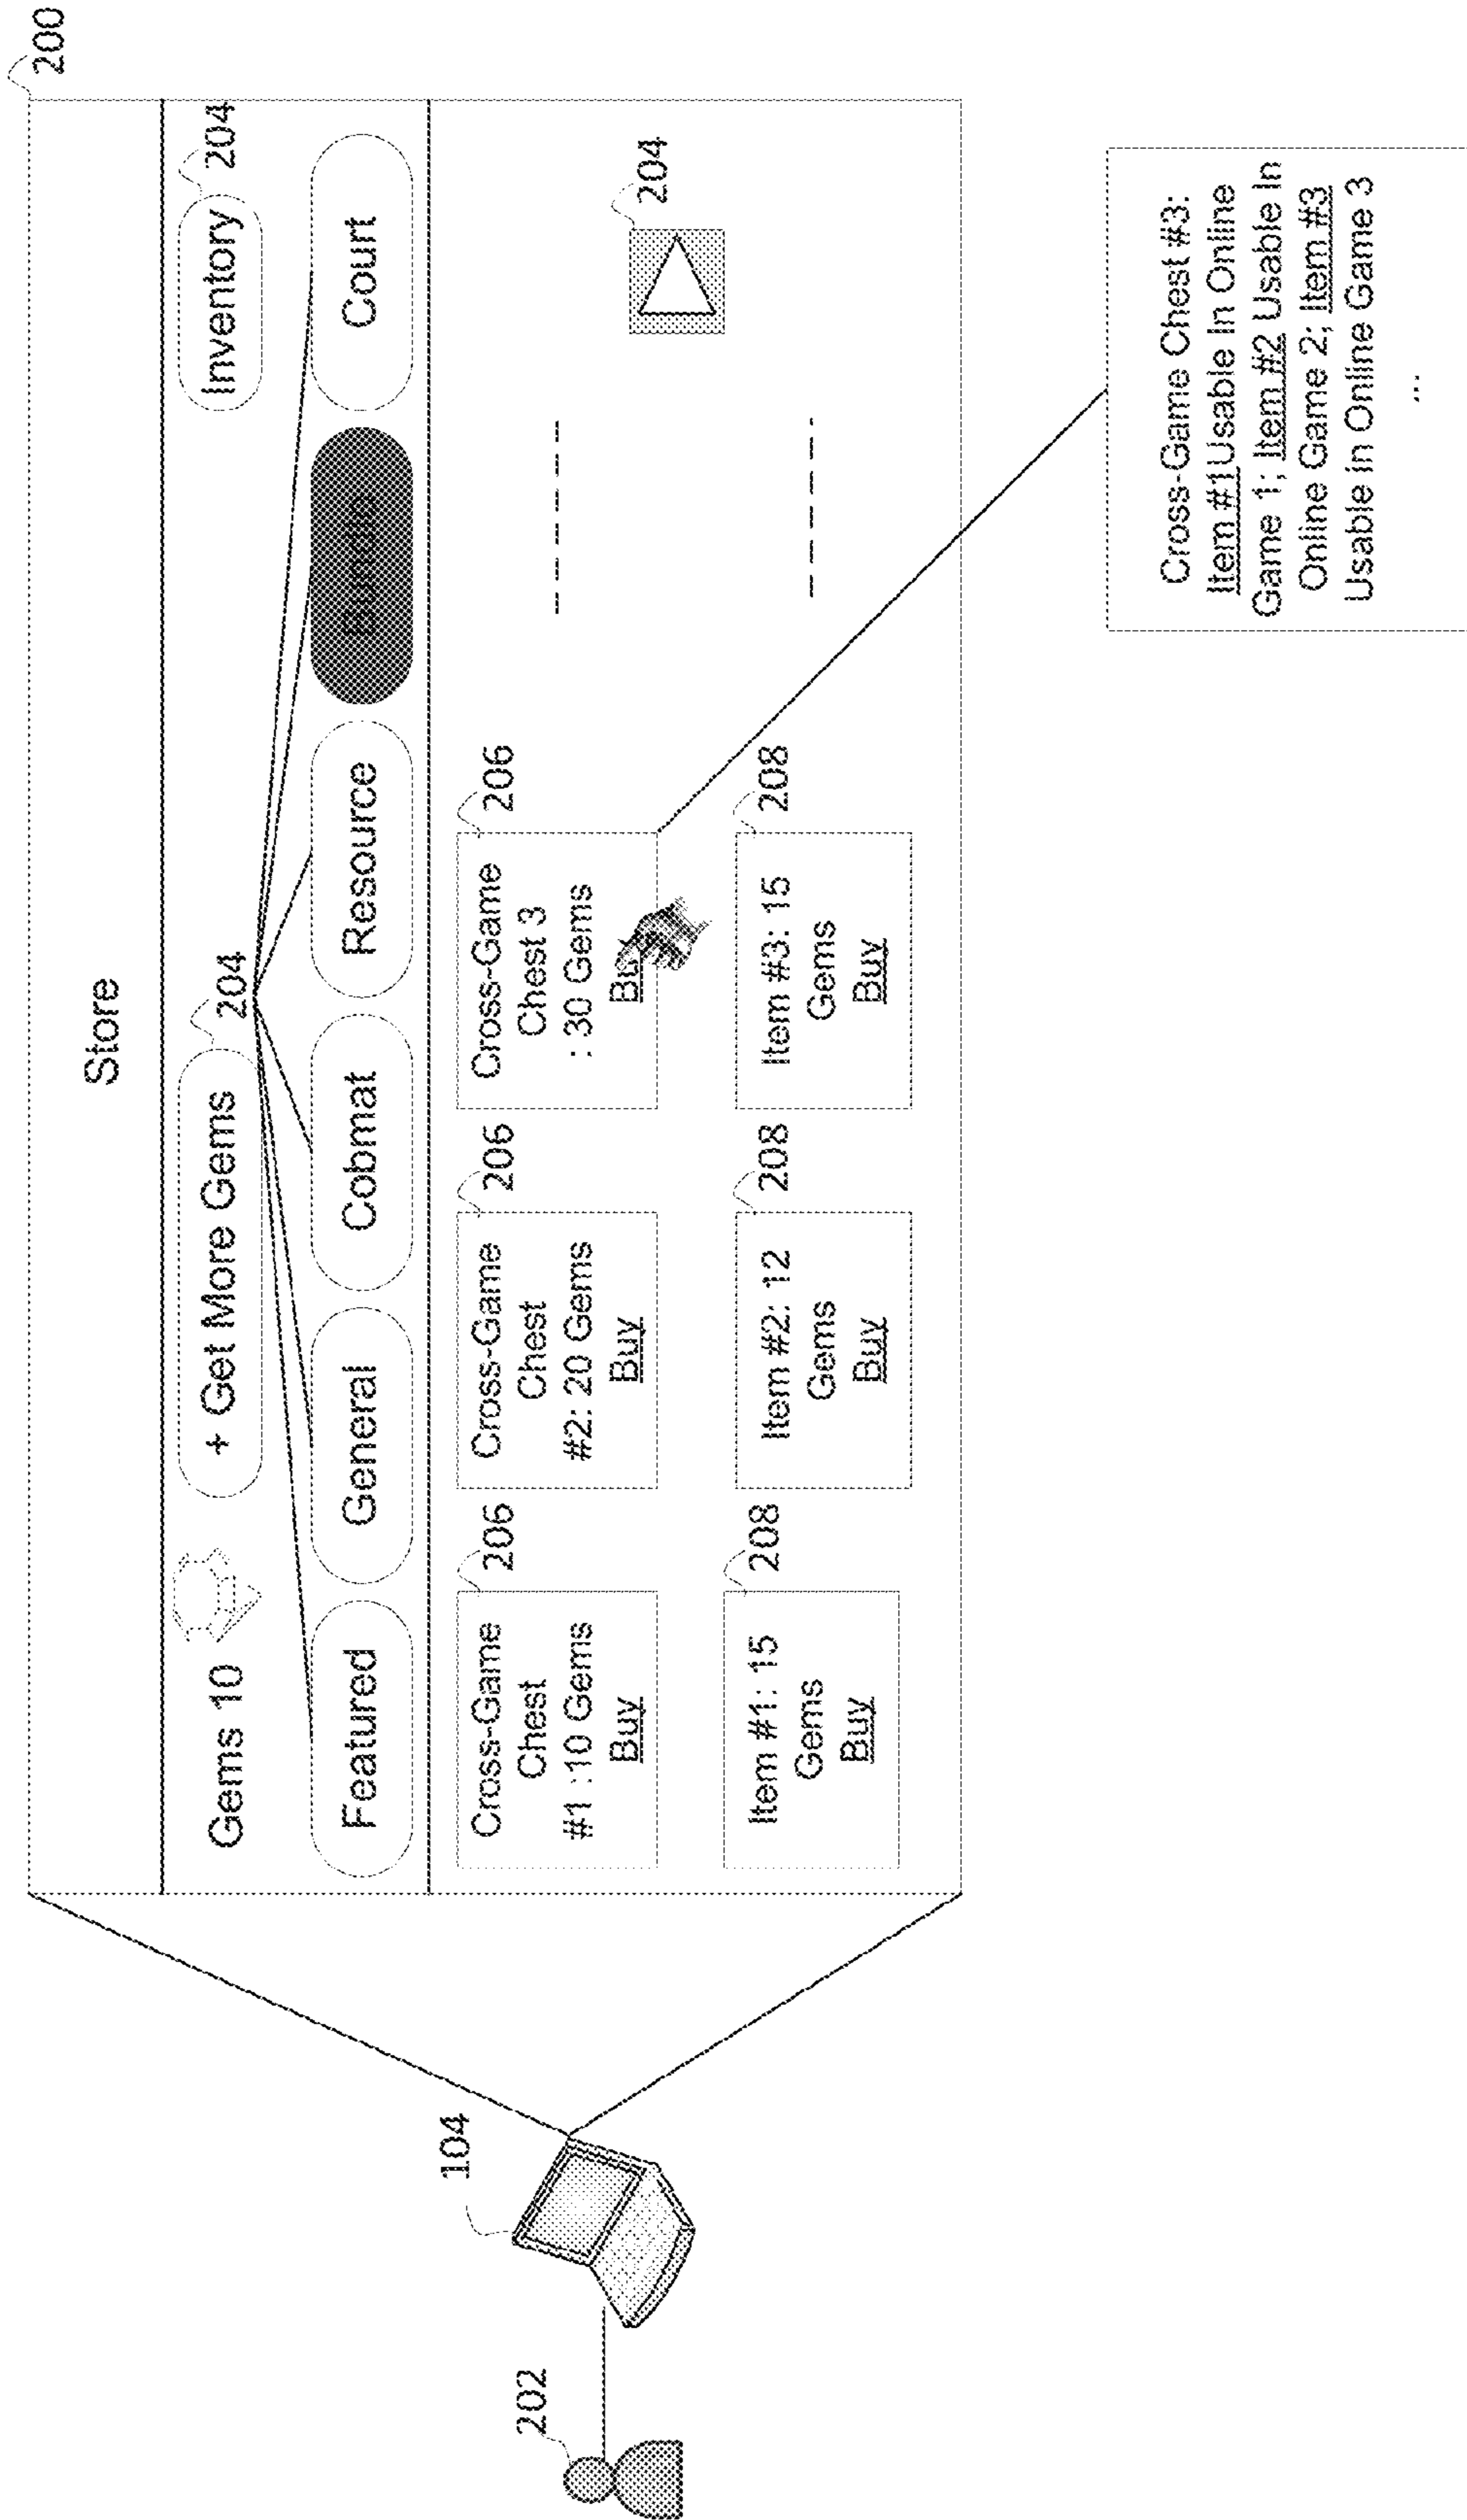 200
Store
Gems 10
+ Get More Gems
204
Inventory
204
Featured
General
Cobmat
Resource
Court
Cross-Game
Chest
#1 :10 Gems
Buy
206
Cross-Game
Chest
#2: 20 Gems
Buy
206
Cross-Game
Chest 3
: 30 Gems
Bu
206
204
Item #1: 15
Gems
Buy
208
Item #2: 12
Gems
Buy
208
Item #3: 15
Gems
Buy
208
202
104
Cross-Game Chest #3:
Item #1Usable In Online
Game 1; Item #2 Usable In
Online Game 2; Item #3
Usable in Online Game 3
...